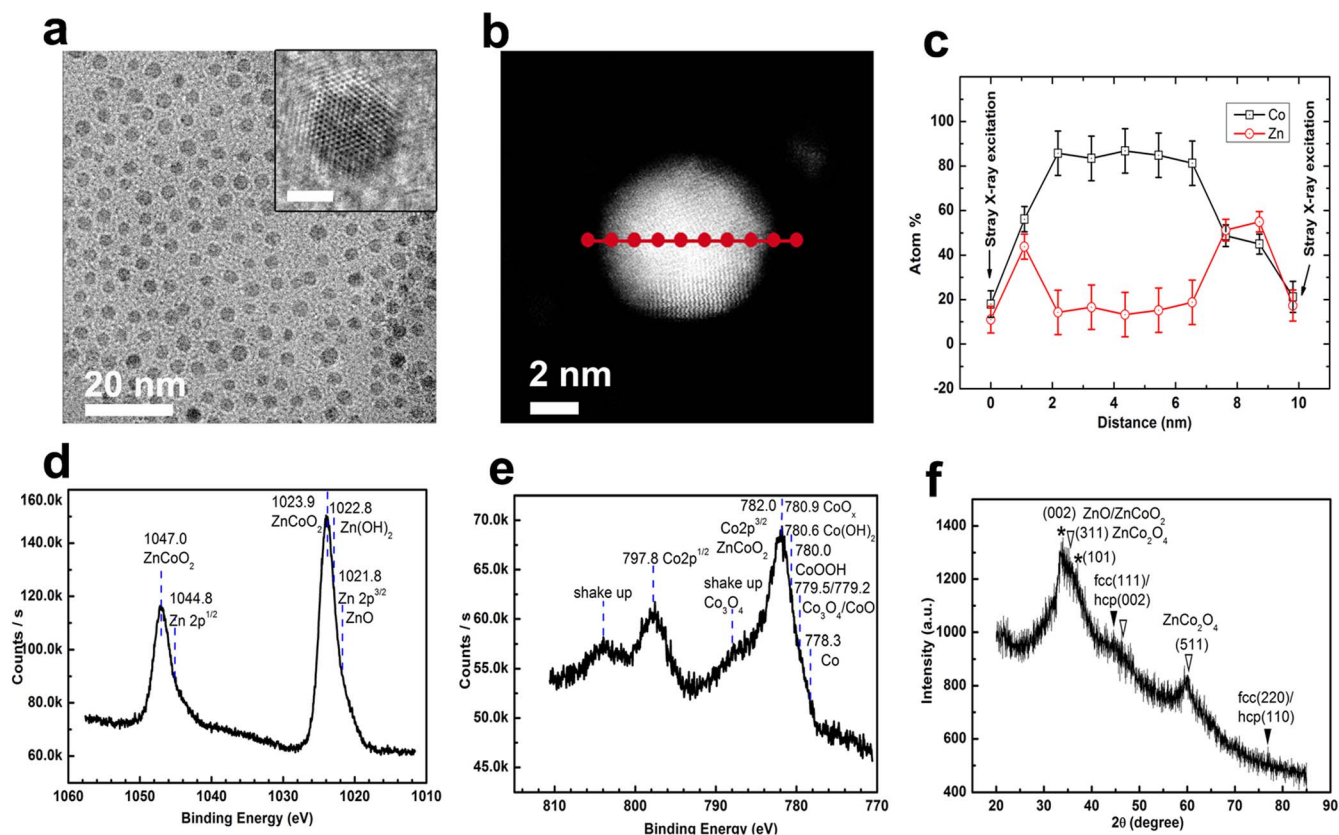 a
20 nm
b
2 nm
c
Atom %
100
80
60
40
20
0
-20
Stray X-ray excitation
Co
Zn
Stray X-ray excitation
0 2 4 6 8 10
Distance (nm)
d
Counts / s
160.0k
140.0k
120.0k
100.0k
80.0k
60.0k
1047.0
ZnCoO₂
1044.8
Zn 2p^1/2
1023.9
ZnCoO₂
1022.8
Zn(OH)₂
1021.8
Zn 2p^3/2
ZnO
1060 1050 1040 1030 1020 1010
Binding Energy (eV)
e
Counts / s
70.0k
65.0k
60.0k
55.0k
50.0k
45.0k
shake up
797.8 Co2p^1/2
shake up
Co₃O₄
782.0
Co2p^3/2
ZnCoO₂
780.9 CoOₓ
780.6 Co(OH)₂
780.0
CoOOH
779.5/779.2
Co₃O₄/CoO
778.3
Co
810 800 790 780 770
Binding Energy (eV)
f
Intensity (a.u.)
1400
1200
1000
800
600
400
(002) ZnO/ZnCoO₂
* (311) ZnCo₂O₄
*(101)
fcc(111)/
hcp(002)
ZnCo₂O₄
(511)
fcc(220)/
hcp(110)
20 30 40 50 60 70 80 90
2θ (degree)